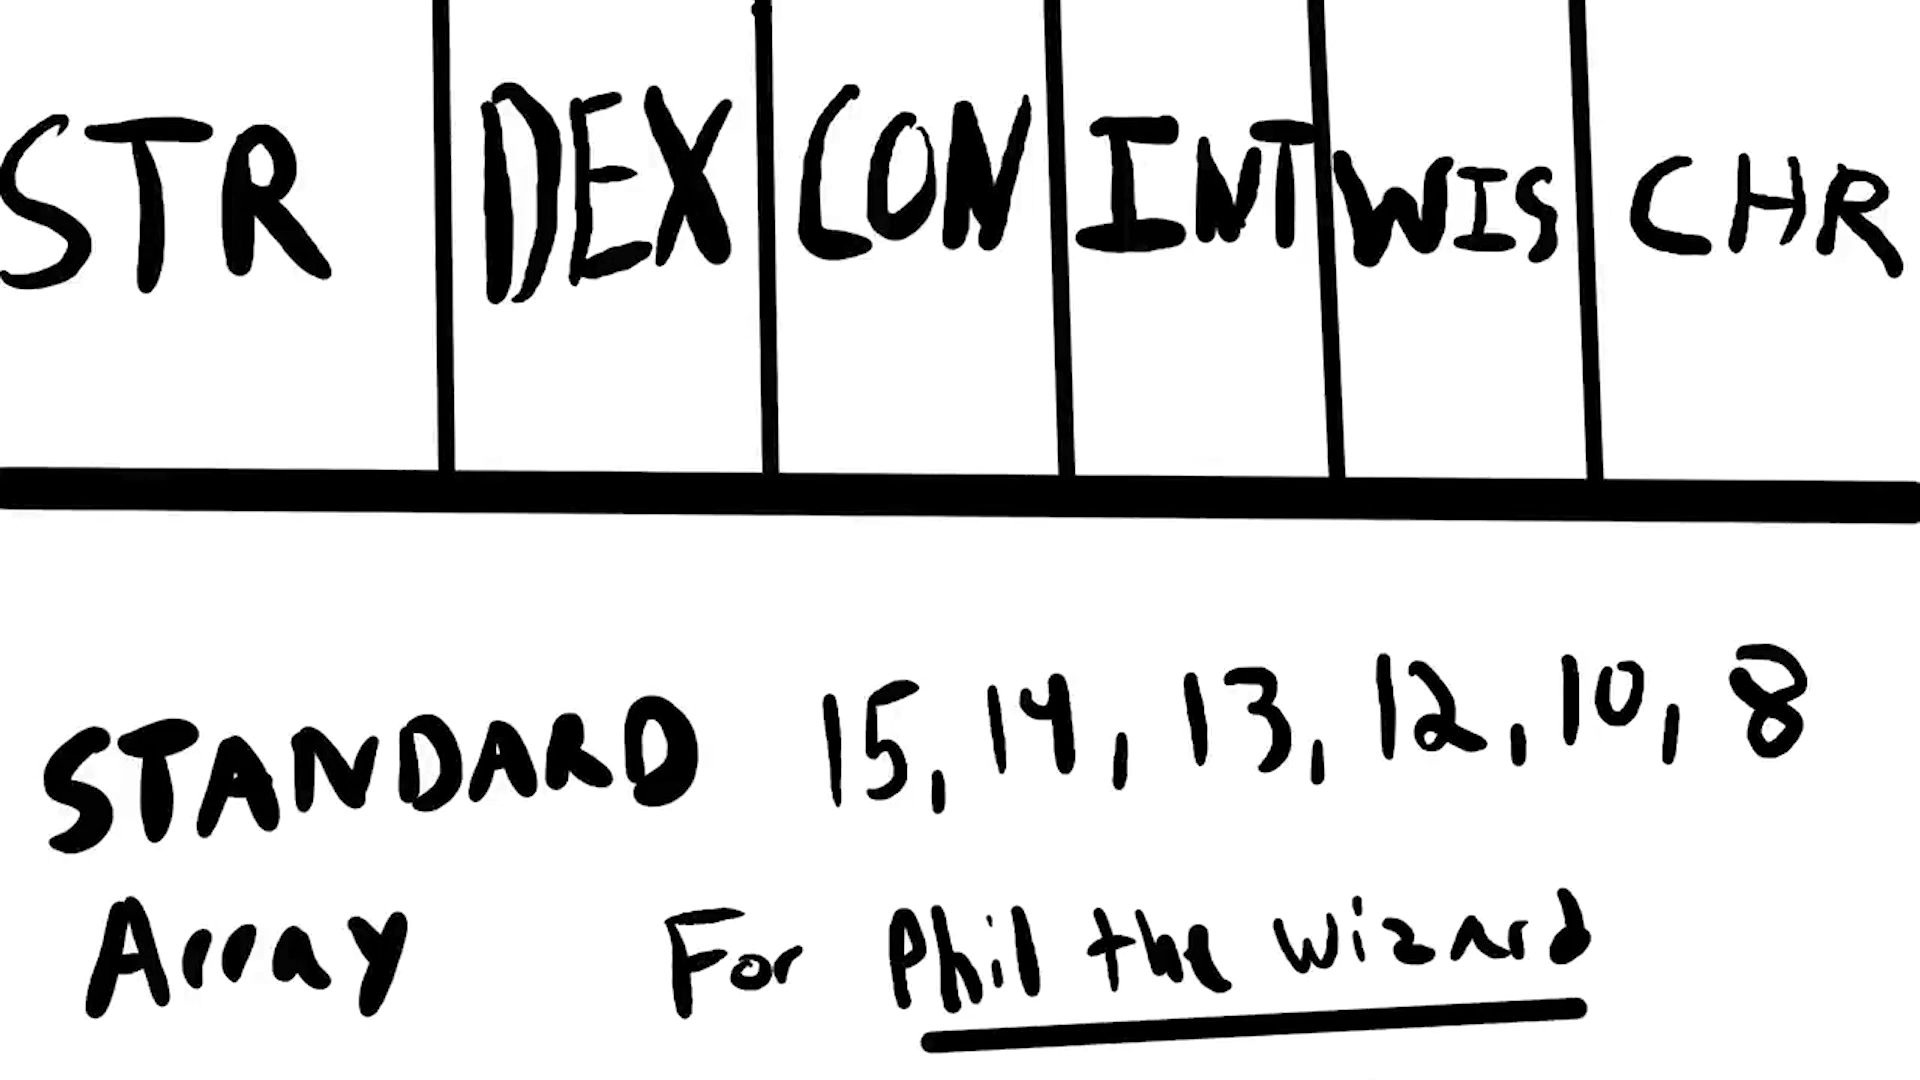 STR DEX CON INT WIS CHR
STANDARD 15, 14, 13, 12, 10, 8
Array For Phil the wizard